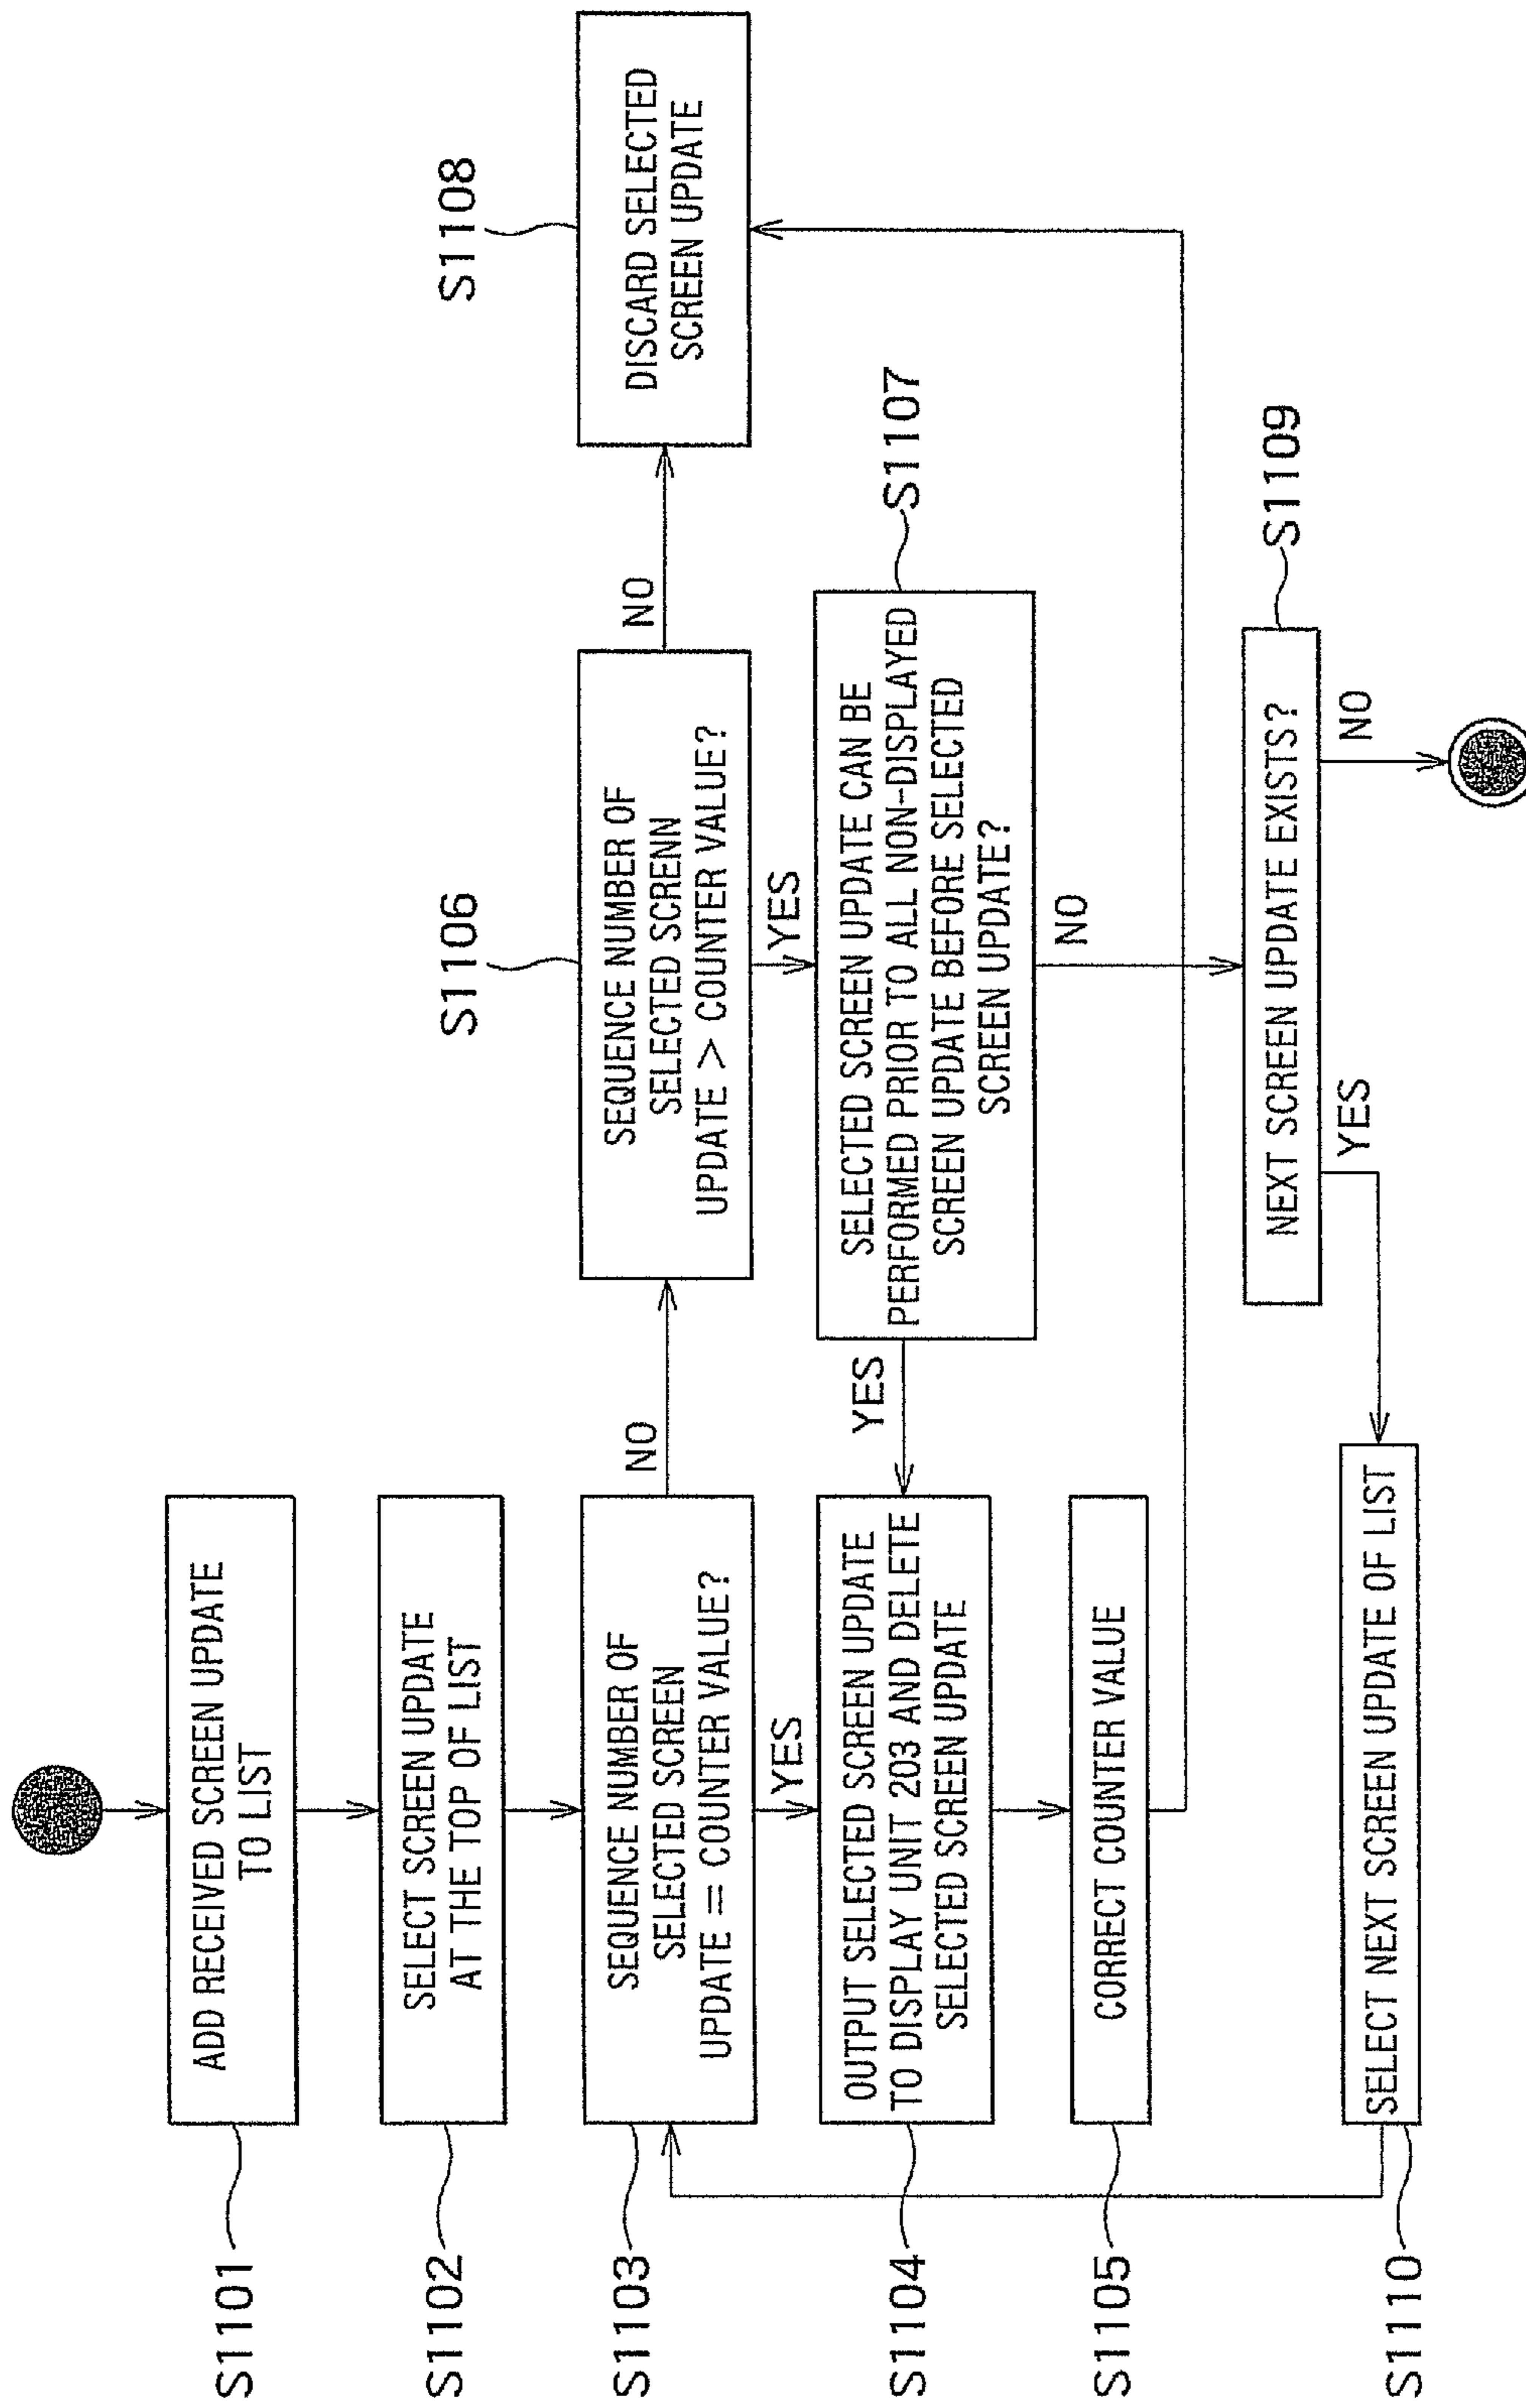 S1101
ADD RECEIVED SCREEN UPDATE
TO LIST
S1102
SELECT SCREEN UPDATE
AT THE TOP OF LIST
S1103
SEQUENCE NUMBER OF
SELECTED SCREEN
UPDATE = COUNTER VALUE?
NO
YES
S1104
OUTPUT SELECTED SCREEN UPDATE
TO DISPLAY UNIT 203 AND DELETE
SELECTED SCREEN UPDATE
S1105
CORRECT COUNTER VALUE
S1106
SEQUENCE NUMBER OF
SELECTED SCRENN
UPDATE > COUNTER VALUE?
NO
YES
S1108
DISCARD SELECTED
SCREEN UPDATE
S1107
SELECTED SCREEN UPDATE CAN BE
PERFORMED PRIOR TO ALL NON-DISPLAYED
SCREEN UPDATE BEFORE SELECTED
SCREEN UPDATE?
YES
NO
S1109
NEXT SCREEN UPDATE EXISTS?
YES
NO
S1110
SELECT NEXT SCREEN UPDATE OF LIST